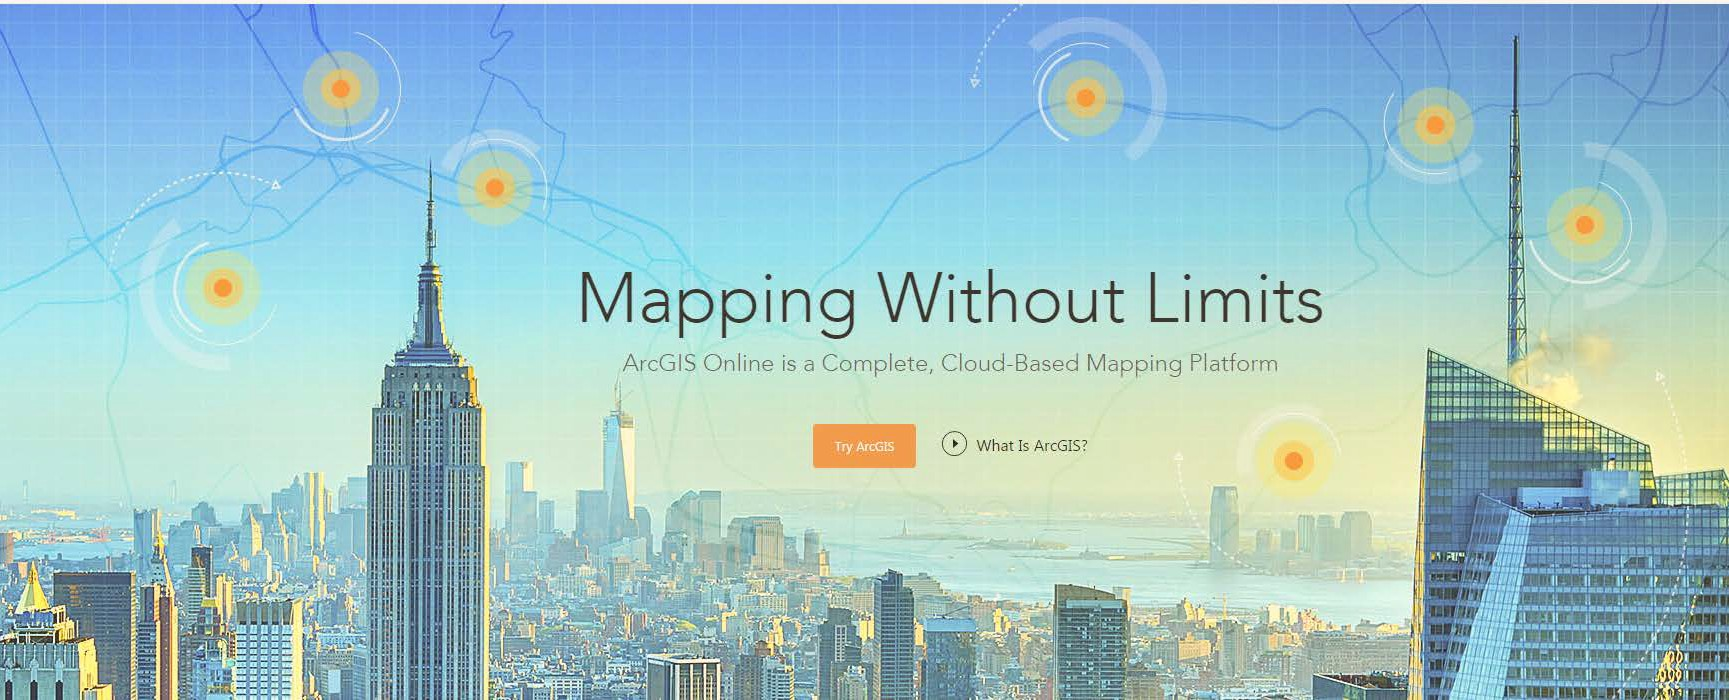 Mapping Without Limits
ArcGIS Online is a Complete, Cloud-Based Mapping Platform
Try ArcGIS
What Is ArcGIS?